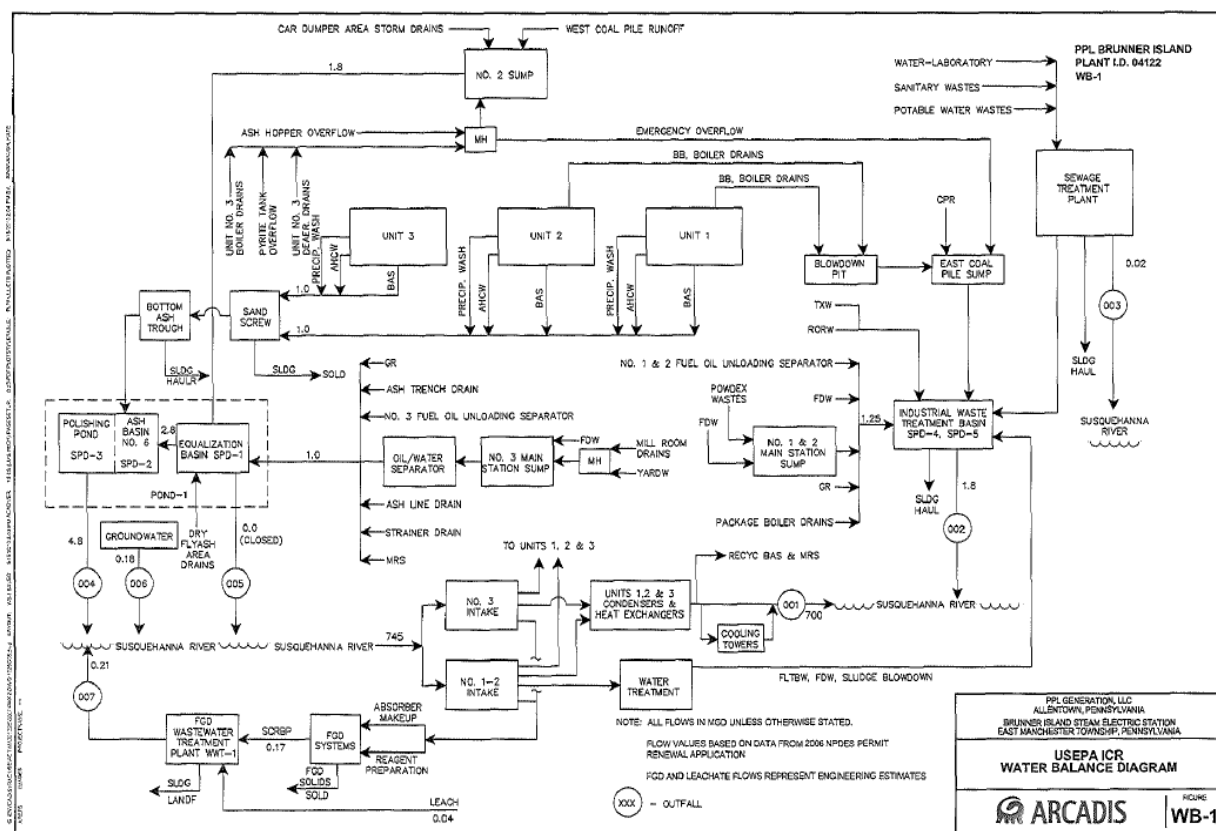 CAR DUMPER AREA STORM DRAINS
WEST COAL PILE RUNOFF
PPL BRUNNER ISLAND
PLANT I.D. 04122
WB-1
1.8
NO. 2 SUMP
WATER-LABORATORY
SANITARY WASTES
POTABLE WATER WASTES
ASH HOPPER OVERFLOW
MH
EMERGENCY OVERFLOW
BB, BOILER DRAINS
BB, BOILER DRAINS
SEWAGE
TREATMENT
PLANT
UNIT NO. 3
BOILER DRAINS
PYRITE TANK
OVERFLOW
UNIT NO. 3
DEAER. DRAINS
PRECIP. WASH
AHCW
UNIT 3
BAS
UNIT 2
PRECIP. WASH
AHCW
BAS
UNIT 1
PRECIP. WASH
AHCW
BAS
CPR
BLOWDOWN
PIT
EAST COAL
PILE SUMP
0.02
003
BOTTOM
ASH
TROUGH
SAND
SCREW
1.0
1.0
TXW
RORW
SLDG
HAULR
SLDG
SOLD
SLDG
HAUL
SUSQUEHANNA
RIVER
GR
ASH TRENCH DRAIN
NO. 3 FUEL OIL UNLOADING SEPARATOR
NO. 1 & 2 FUEL OIL UNLOADING SEPARATOR
POWDEX
WASTES
FDW
FDW
1.25
INDUSTRIAL WASTE
TREATMENT BASIN
SPD-4, SPD-5
POLISHING
POND
SPD-3
ASH
BASIN
NO. 6
SPD-2
2.8
EQUALIZATION
BASIN SPD-1
1.0
OIL/WATER
SEPARATOR
NO. 3 MAIN
STATION SUMP
FDW
MH
MILL ROOM
DRAINS
YARDW
NO. 1 & 2
MAIN STATION
SUMP
GR
SLDG
HAUL
1.8
002
POND-1
ASH LINE DRAIN
STRAINER DRAIN
MRS
PACKAGE BOILER DRAINS
4.8
GROUNDWATER
0.18
DRY
FLYASH
AREA
DRAINS
0.0
(CLOSED)
004
006
005
TO UNITS 1, 2 & 3
RECYC BAS & MRS
NO. 3
INTAKE
UNITS 1,2 & 3
CONDENSERS &
HEAT EXCHANGERS
001
700
SUSQUEHANNA RIVER
COOLING
TOWERS
SUSQUEHANNA RIVER
SUSQUEHANNA RIVER
745
NO. 1-2
INTAKE
WATER
TREATMENT
FLTBW, FDW, SLUDGE BLOWDOWN
0.21
007
FGD
WASTEWATER
TREATMENT
PLANT WWT-1
SCRBP
0.17
FGD
SYSTEMS
ABSORBER
MAKEUP
REAGENT
PREPARATION
FGD
SOLIDS
SOLD
SLDG
LANDF
LEACH
0.04
NOTE: ALL FLOWS IN MGD UNLESS OTHERWISE STATED.
FLOW VALUES BASED ON DATA FROM 2006 NPDES PERMIT
RENEWAL APPLICATION
FGD AND LEACHATE FLOWS REPRESENT ENGINEERING ESTIMATES
XXX - OUTFALL
PPL GENERATION, LLC
ALLENTOWN, PENNSYLVANIA
BRUNNER ISLAND STEAM ELECTRIC STATION
EAST MANCHESTER TOWNSHIP, PENNSYLVANIA
USEPA ICR
WATER BALANCE DIAGRAM
ARCADIS
FIGURE
WB-1